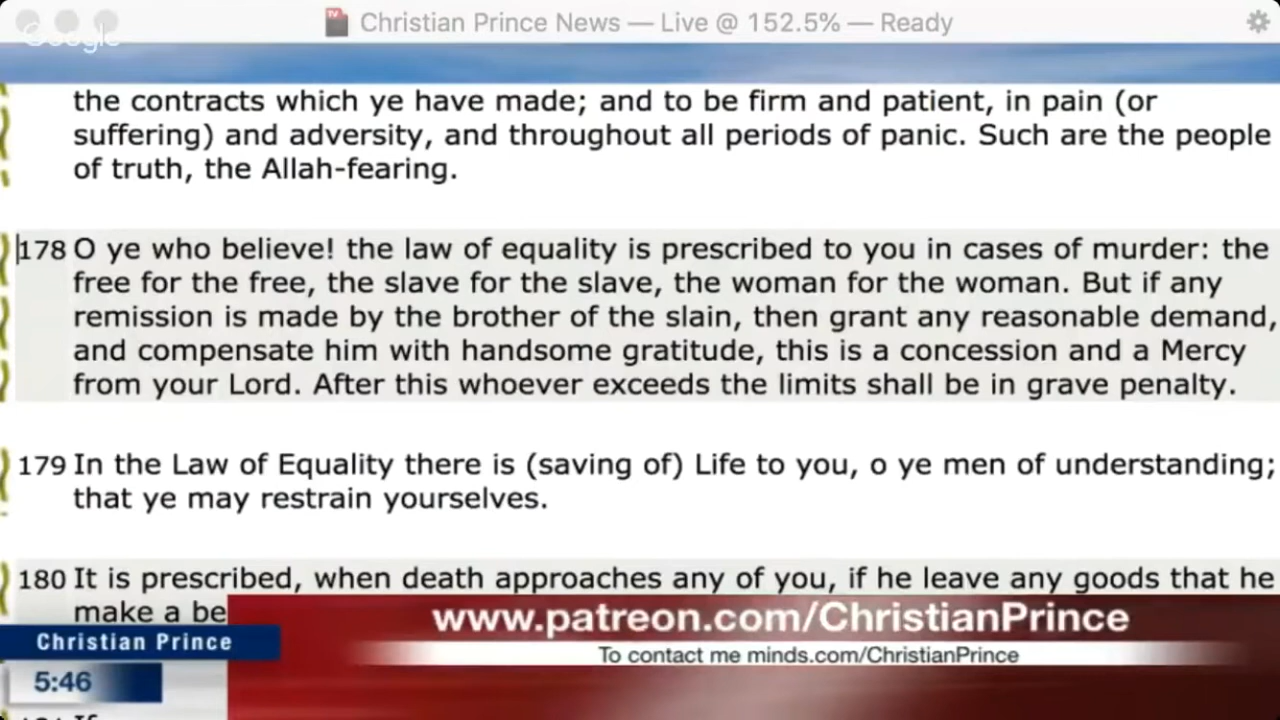 Google
Christian Prince News — Live @ 152.5% — Ready
the contracts which ye have made; and to be firm and patient, in pain (or
suffering) and adversity, and throughout all periods of panic. Such are the people
of truth, the Allah-fearing.
178 O ye who believe! the law of equality is prescribed to you in cases of murder: the
free for the free, the slave for the slave, the woman for the woman. But if any
remission is made by the brother of the slain, then grant any reasonable demand,
and compensate him with handsome gratitude, this is a concession and a Mercy
from your Lord. After this whoever exceeds the limits shall be in grave penalty.
179 In the Law of Equality there is (saving of) Life to you, o ye men of understanding;
that ye may restrain yourselves.
180 It is prescribed, when death approaches any of you, if he leave any goods that he
make a be
www.patreon.com/ChristianPrince
Christian Prince
To contact me minds.com/ChristianPrince
5:46